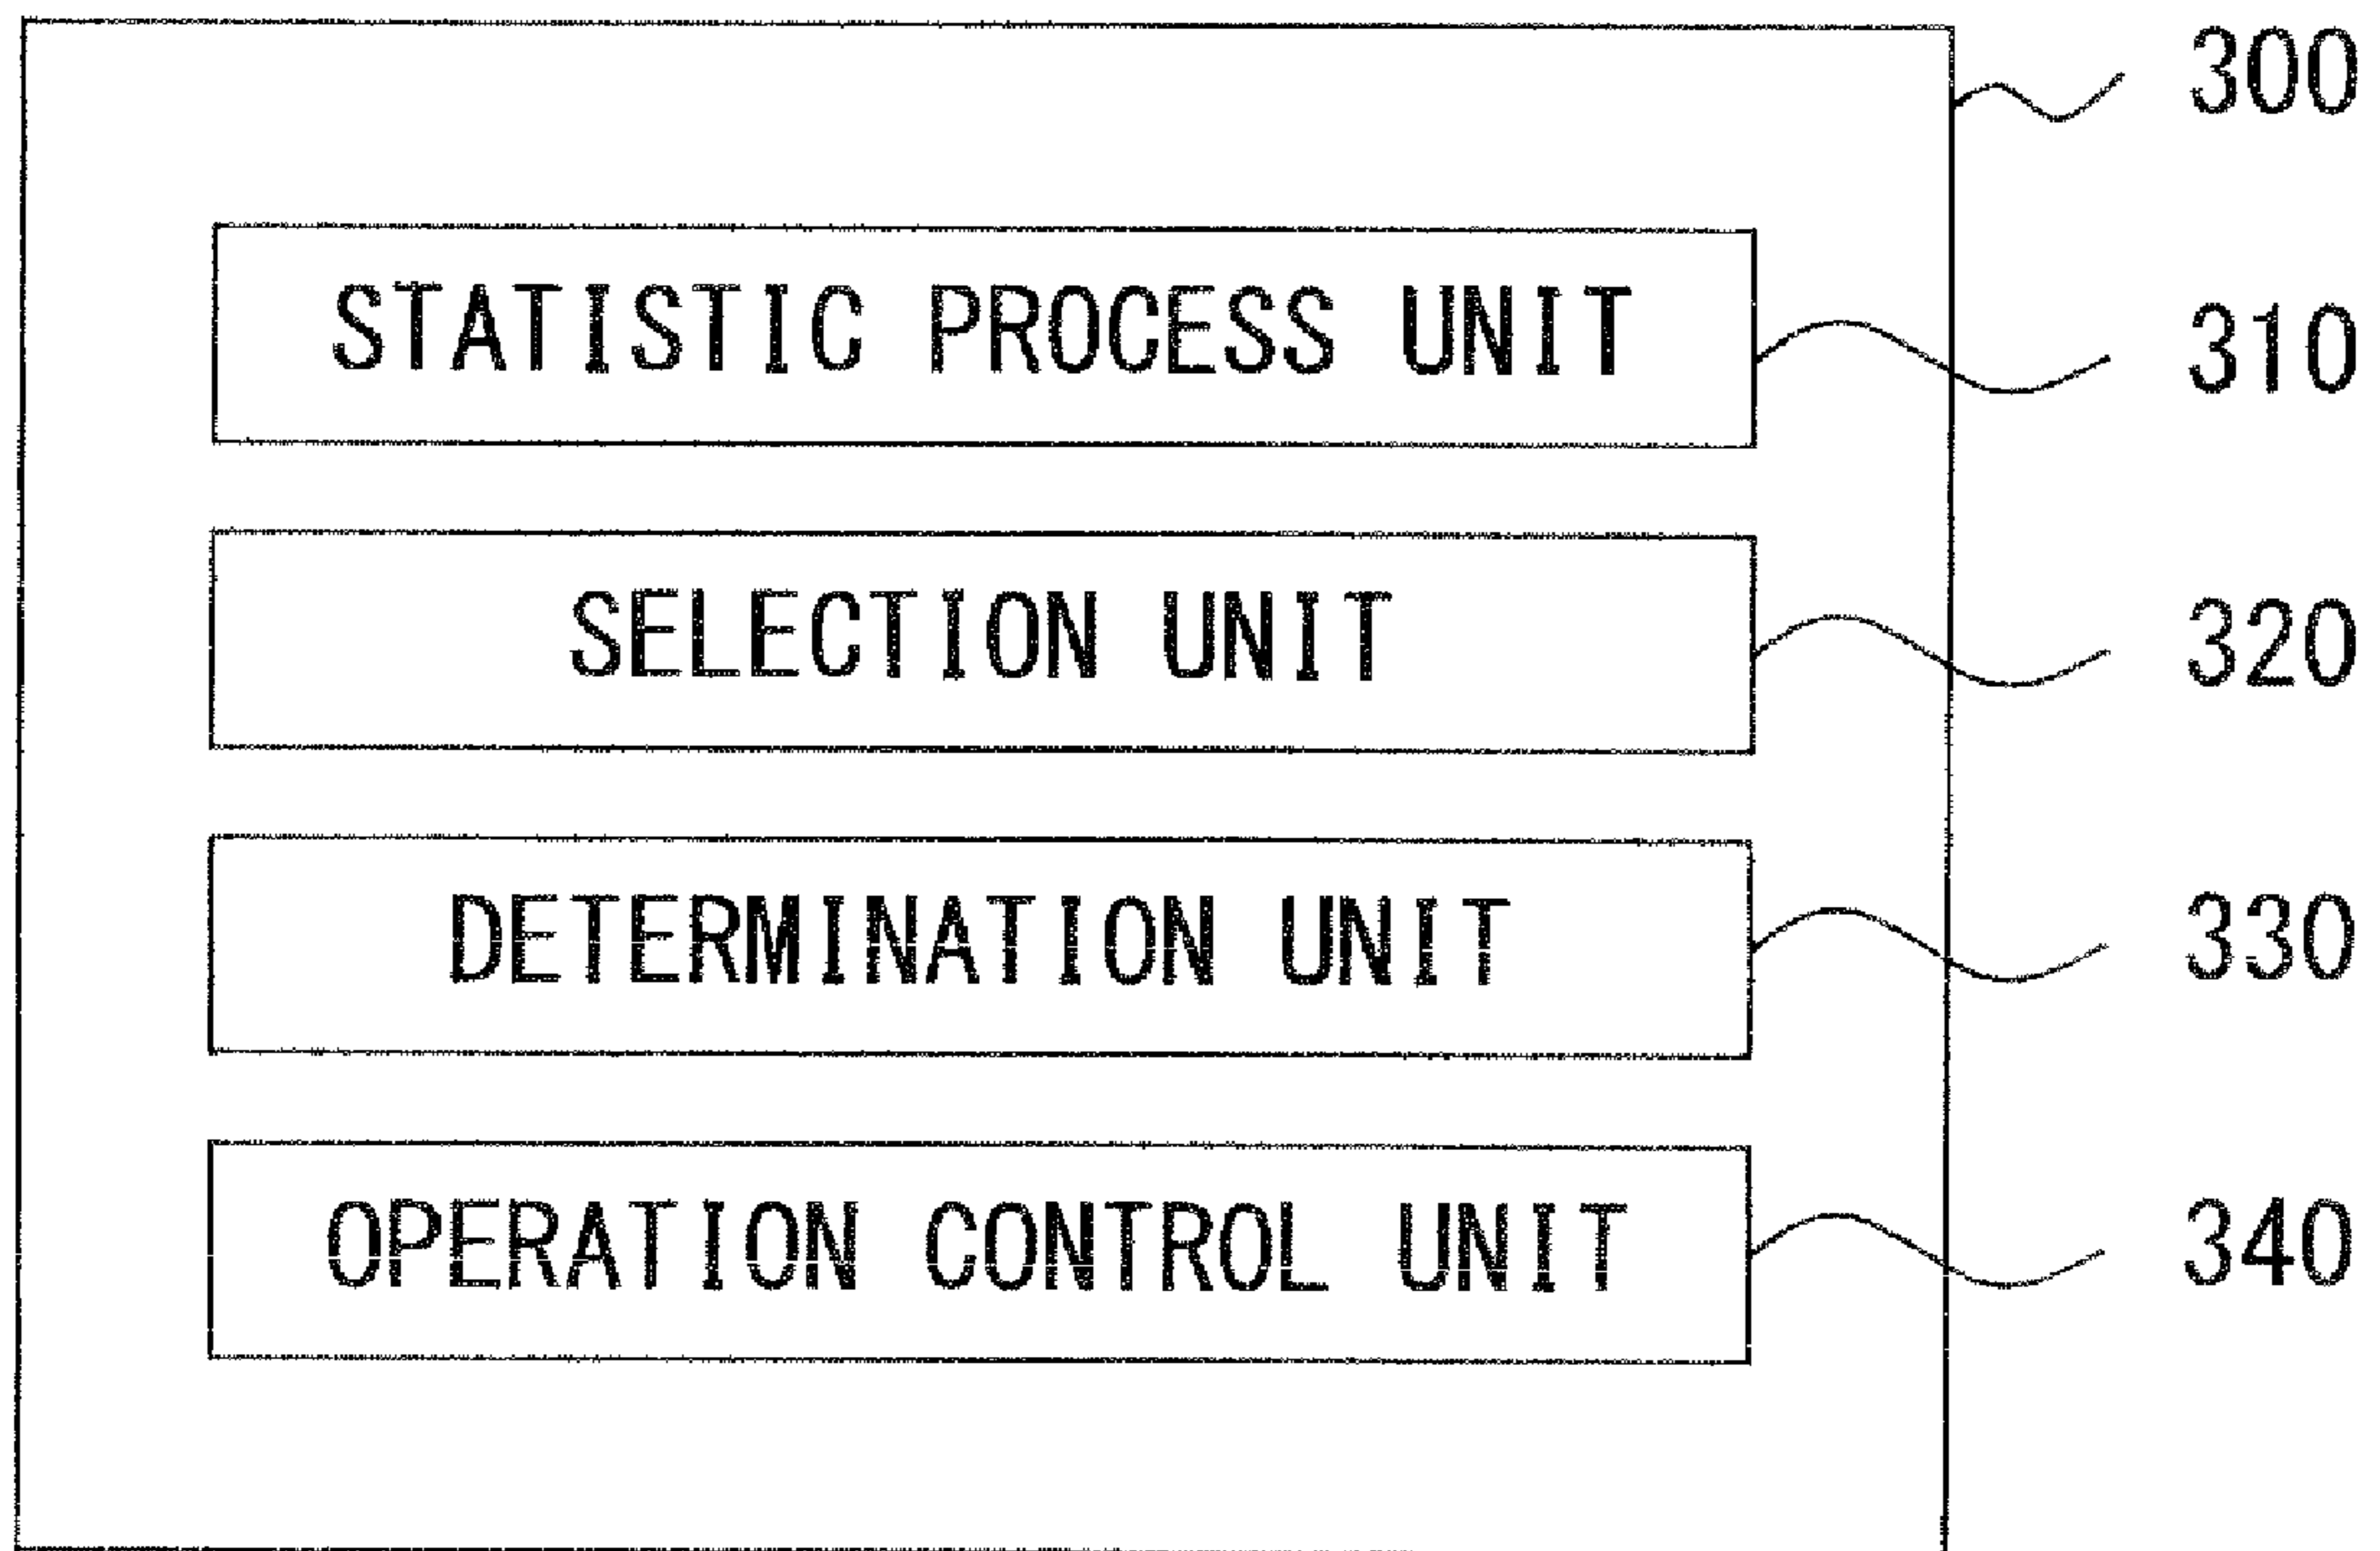 300
STATISTIC PROCESS UNIT 310
SELECTION UNIT 320
DETERMINATION UNIT 330
OPERATION CONTROL UNIT 340